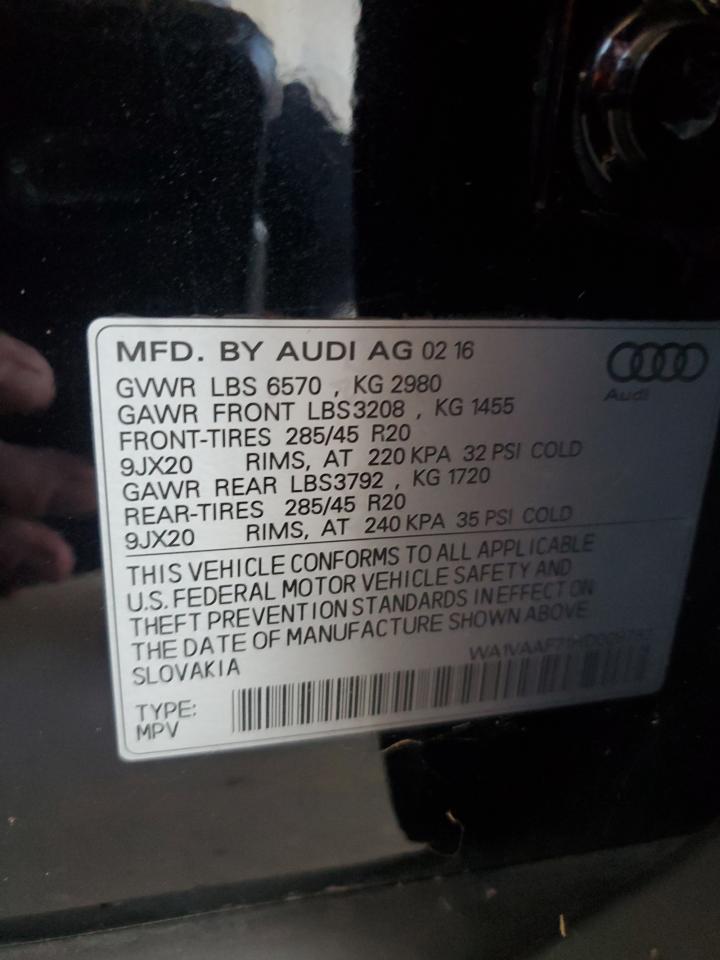 MFD. BY AUDI AG 02 16
Audi
GVWR LBS 6570 , KG 2980
GAWR FRONT LBS3208 , KG 1455
FRONT-TIRES 285/45 R20
9JX20 RIMS, AT 220 KPA 32 PSI COLD
GAWR REAR LBS3792 , KG 1720
REAR-TIRES 285/45 R20
9JX20 RIMS, AT 240 KPA 35 PSI COLD
THIS VEHICLE CONFORMS TO ALL APPLICABLE
U.S. FEDERAL MOTOR VEHICLE SAFETY AND
THEFT PREVENTION STANDARDS IN EFFECT ON
THE DATE OF MANUFACTURE SHOWN ABOVE
SLOVAKIA
TYPE:
MPV